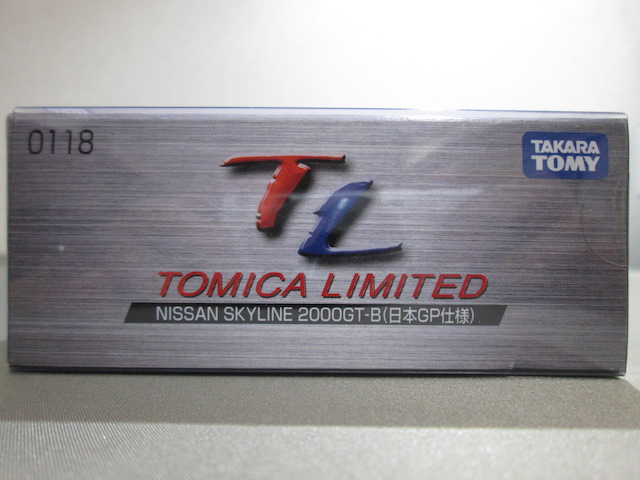 0118
TAKARA
TOMY
TL
TOMICA LIMITED
NISSAN SKYLINE 2000GT-B(日本GP仕様)